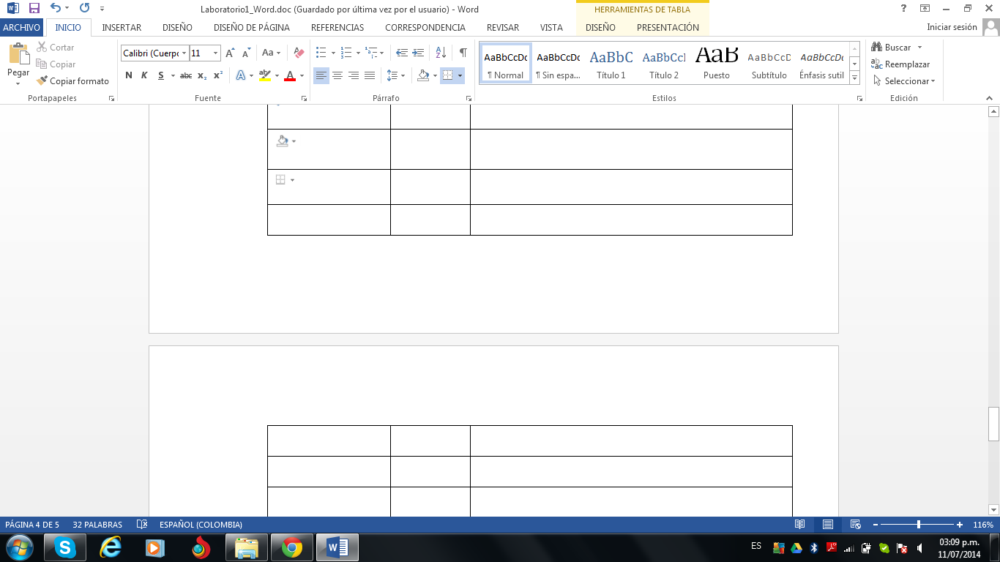 Laboratorio1_Word.doc (Guardado por última vez por el usuario) - Word
HERRAMIENTAS DE TABLA
?
ARCHIVO INICIO INSERTAR DISEÑO DISEÑO DE PÁGINA REFERENCIAS CORRESPONDENCIA REVISAR VISTA DISEÑO PRESENTACIÓN Iniciar sesión
Pegar
Cortar
Copiar
Copiar formato
Portapapeles
Calibri (Cuerpo 11
N K S abc x₂ x²
Fuente
Párrafo
AaBbCcDc AaBbCcDc AaBbC AaBbCcI AaB AaBbCcD AaBbCcDc
¶ Normal ¶ Sin espa... Título 1 Título 2 Puesto Subtítulo Énfasis sutil
Estilos
Buscar
Reemplazar
Seleccionar
Edición
PÁGINA 4 DE 5 32 PALABRAS ESPAÑOL (COLOMBIA) 116%
ES
03:09 p.m.
11/07/2014